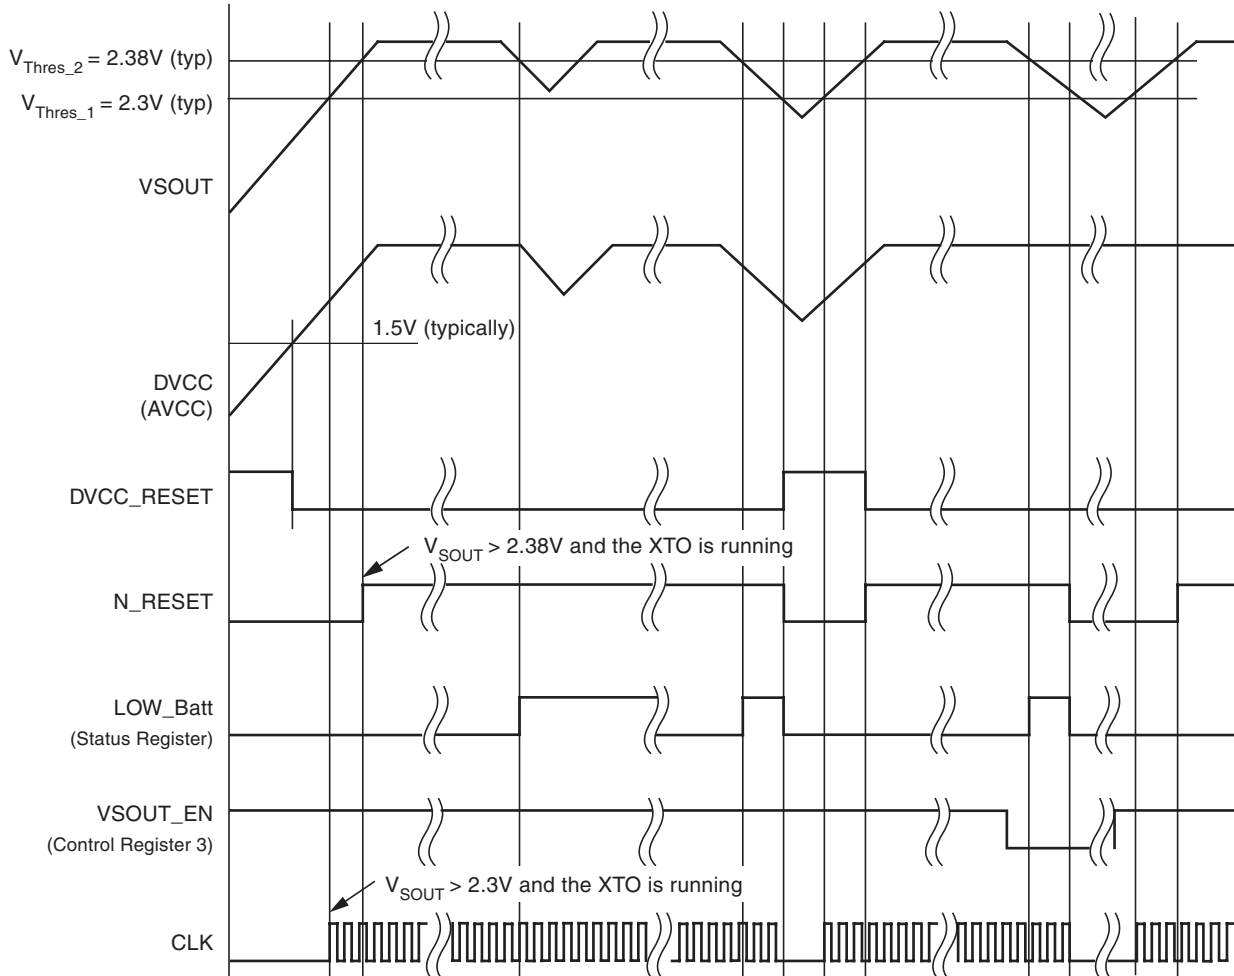 V_Thres_2 = 2.38V (typ)
V_Thres_1 = 2.3V (typ)
VSOUT
1.5V (typically)
DVCC
(AVCC)
DVCC_RESET
V_SOUT > 2.38V and the XTO is running
N_RESET
LOW_Batt
(Status Register)
VSOUT_EN
(Control Register 3)
V_SOUT > 2.3V and the XTO is running
CLK